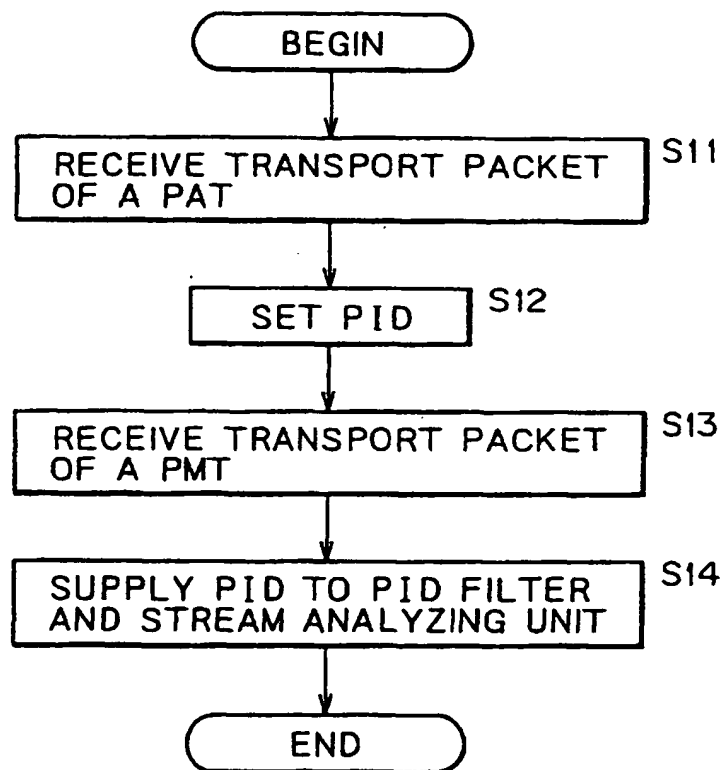 BEGIN
RECEIVE TRANSPORT PACKET
OF A PAT
S11
SET PID
S12
RECEIVE TRANSPORT PACKET
OF A PMT
S13
SUPPLY PID TO PID FILTER
AND STREAM ANALYZING UNIT
S14
END